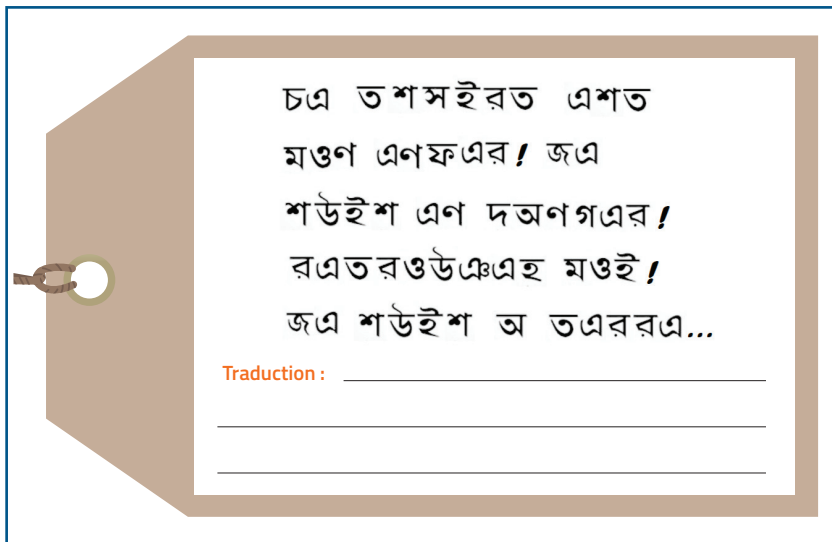 চএ তশসইরত এশত
মওণ এণফএর! জএ
শউইশ এণ দঅণগএর!
রএতরওউঞএহ মওই!
জএ শউইশ অ তএররএ...
Traduction :